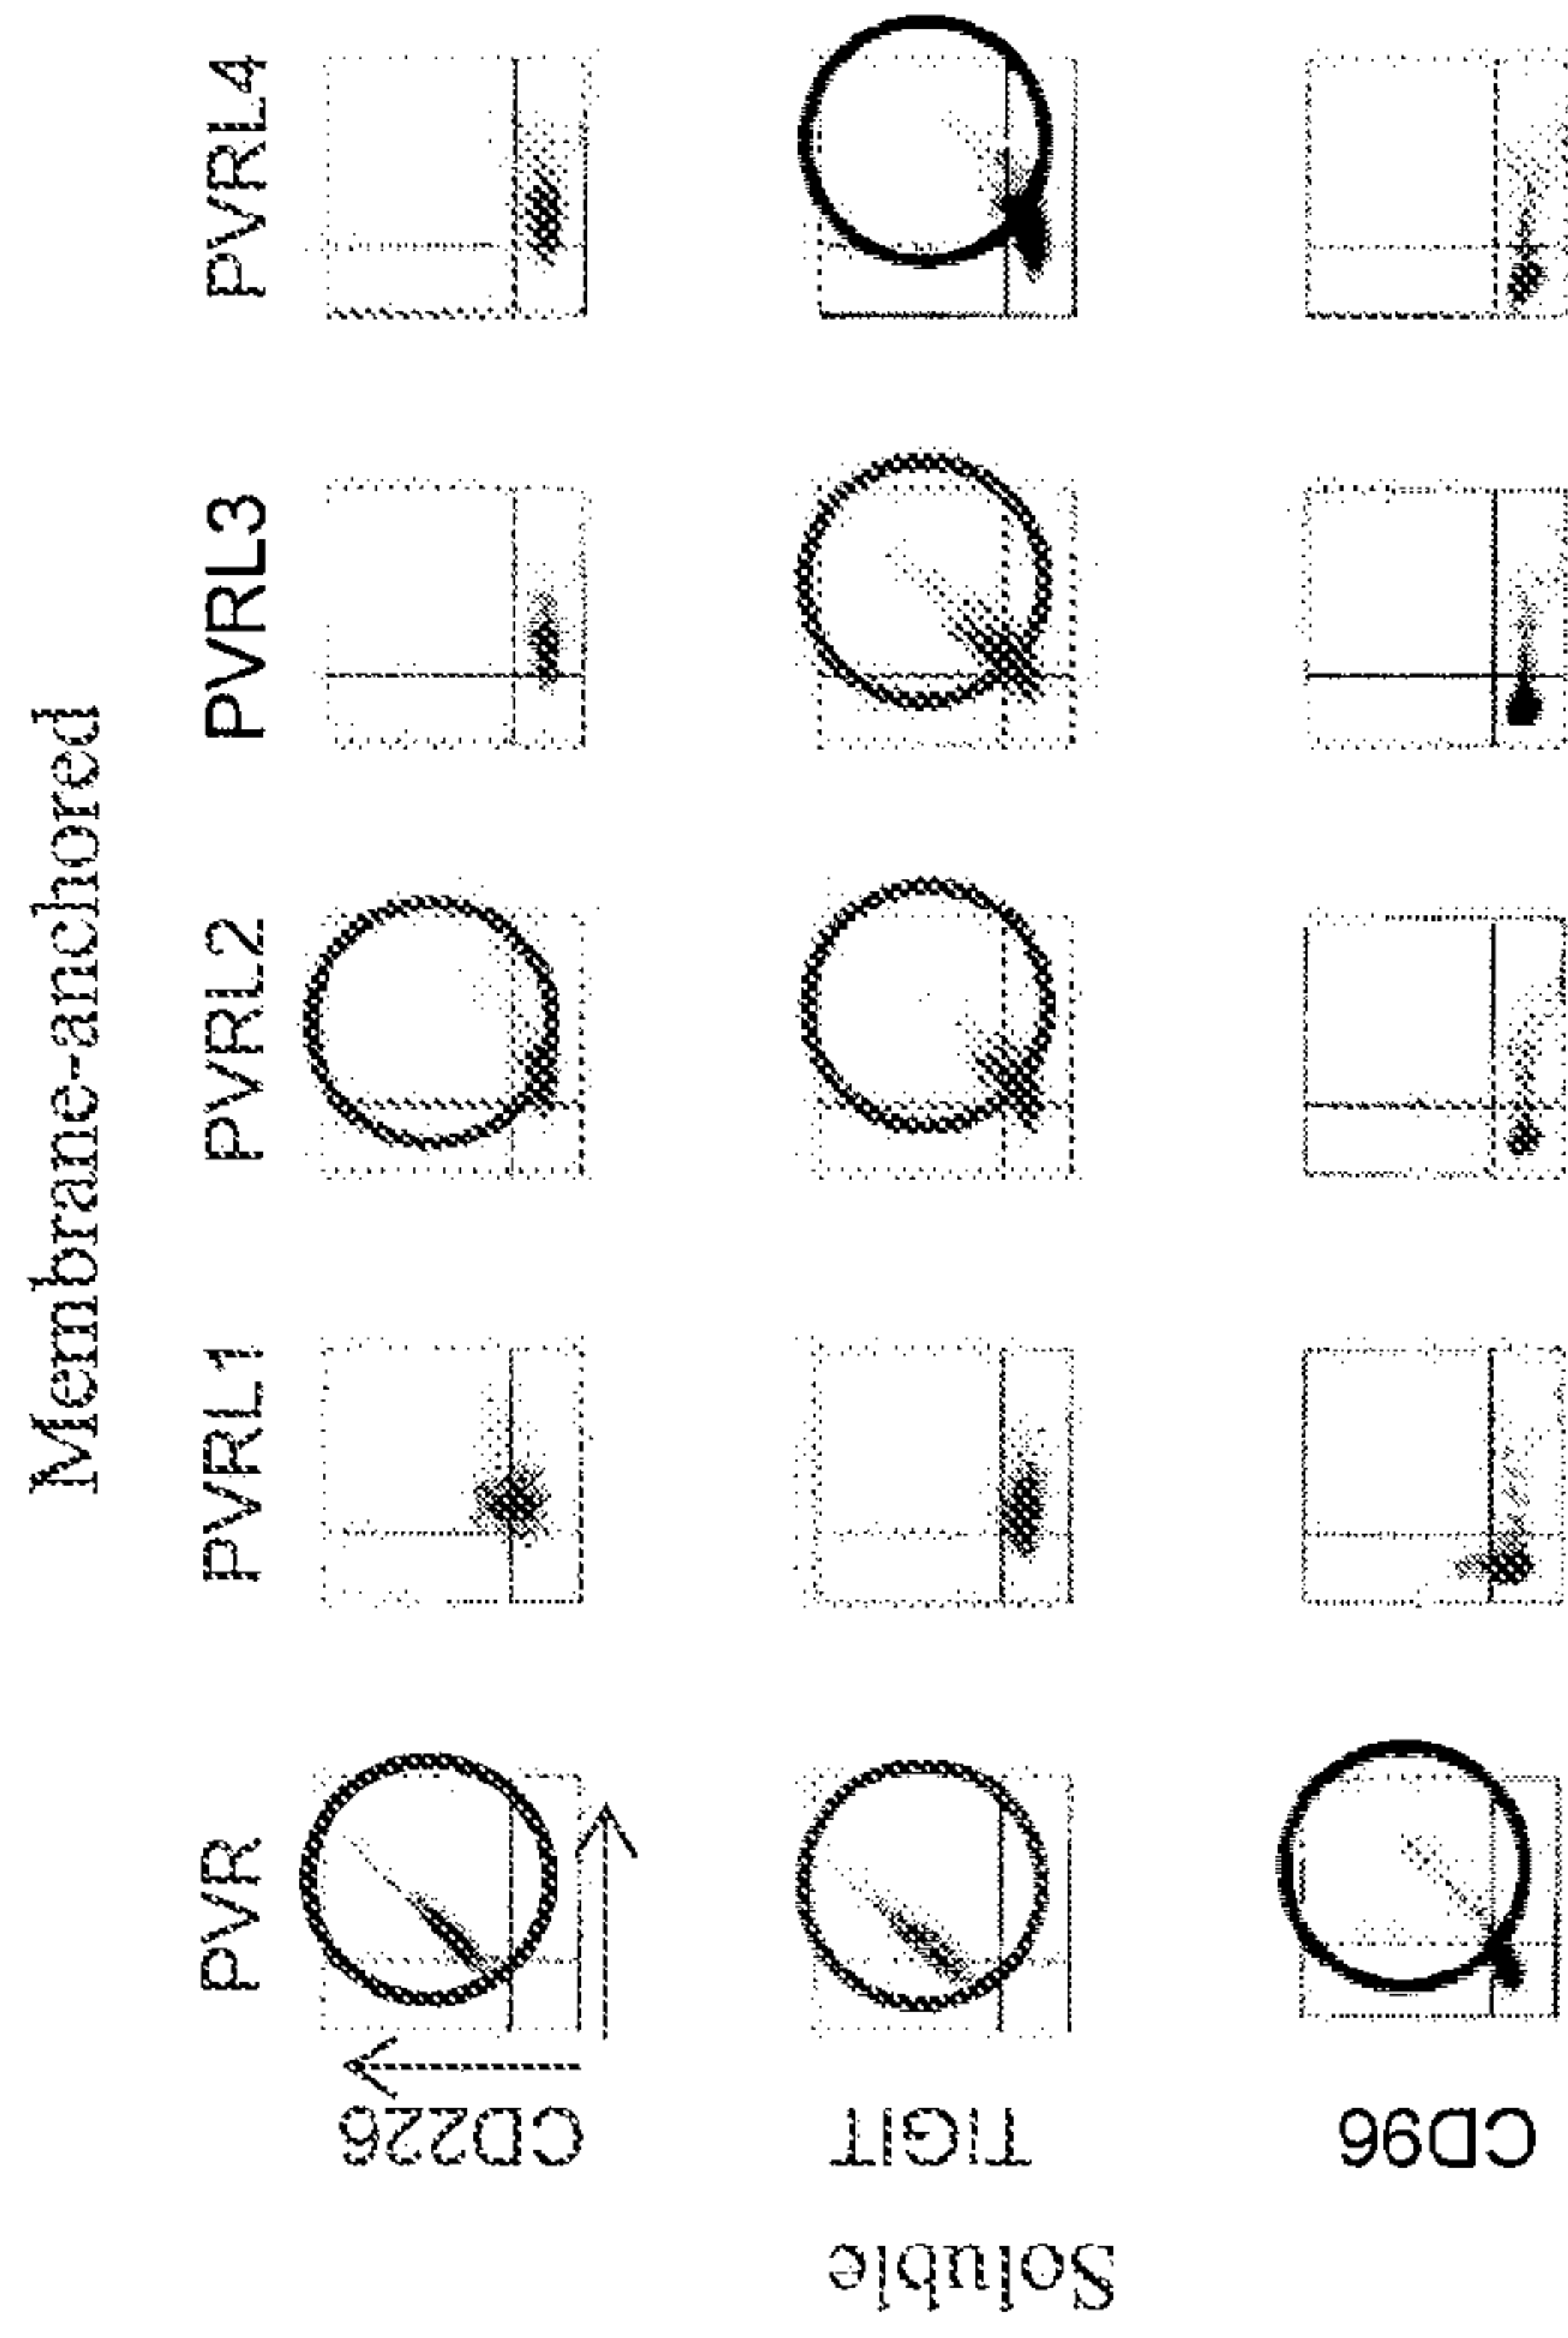 Membrane-anchored
PVR
PVRL1
PVRL2
PVRL3
PVRL4
Soluble
CD226
TIGIT
CD96